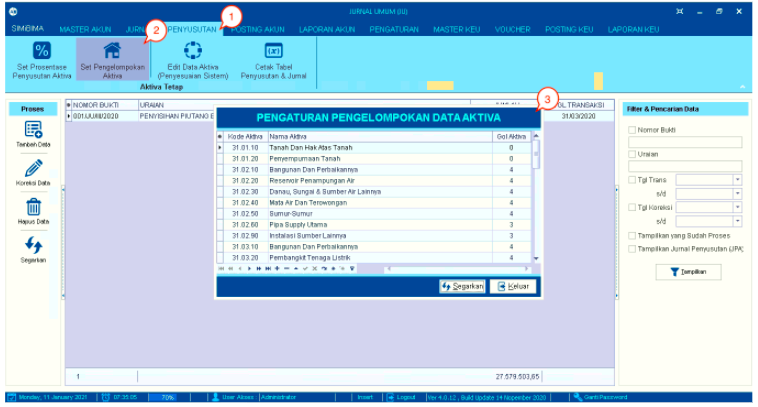 JURNAL UMUM (JU)
SIMBIMA MASTER AKUN PENYUSUTAN POSTING AKUN LAPORAN AKUN PENGATURAN MASTER KEU VOUCHER POSTING KEU LAPORAN KEU
1
2
Set Prosentase Penyusutan Aktiva
Set Pengelompokan Aktiva
Edit Data Aktiva (Penyesuaian Sistem)
Cetak Tabel Penyusutan & Jurnal
Aktiva Tetap
3
Proses
Tambah Data
Koreksi Data
Hapus Data
Segarkan
NOMOR BUKTI URAIAN TGL TRANSAKSI
001/JU/III/2020 PENYISIHAN PIUTANG 31/03/2020
PENGATURAN PENGELOMPOKAN DATA AKTIVA
Kode Aktiva Nama Aktiva Gol Aktiva
31.01.10 Tanah Dan Hak Atas Tanah 0
31.01.20 Penyempurnaan Tanah 0
31.02.10 Bangunan Dan Perbaikannya 4
31.02.20 Reservoir Penampungan Air 4
31.02.30 Danau, Sungai & Sumber Air Lainnya 4
31.02.40 Mata Air Dan Terowongan 4
31.02.50 Sumur-Sumur 4
31.02.60 Pipa Supply Utama 3
31.02.90 Instalasi Sumber Lainnya 3
31.03.10 Bangunan Dan Perbaikannya 4
31.03.20 Pembangkit Tenaga Listrik 4
Segarkan Keluar
Filter & Pencarian Data
Nomor Bukti
Uraian
Tgl Trans
s/d
Tgl Koreksi
s/d
Tampilkan yang Sudah Proses
Tampilkan Jurnal Penyusutan (JPA)
Tampilkan
1 27.579.503,65
Monday, 11 January 2021 07:35:05 70% User Akses Administrator Insert Logout Ver 4.0.12 , Build Update 14 Nopember 2020 Ganti Password